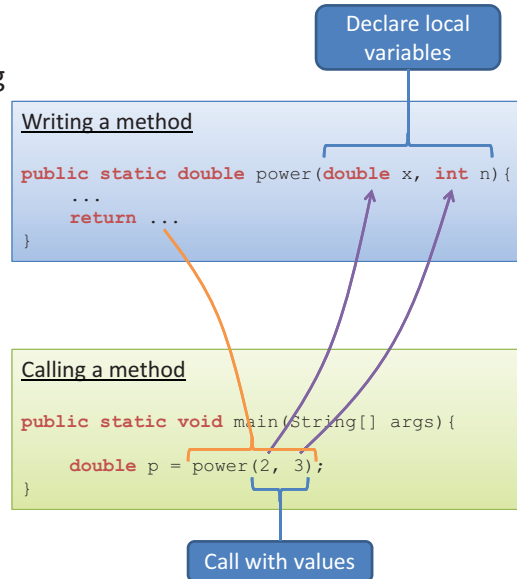 Declare local
variables
g
Writing a method
public static double power(double x, int n){
...
return ...
}
Calling a method
public static void main(String[] args){
double p = power(2, 3);
}
Call with values